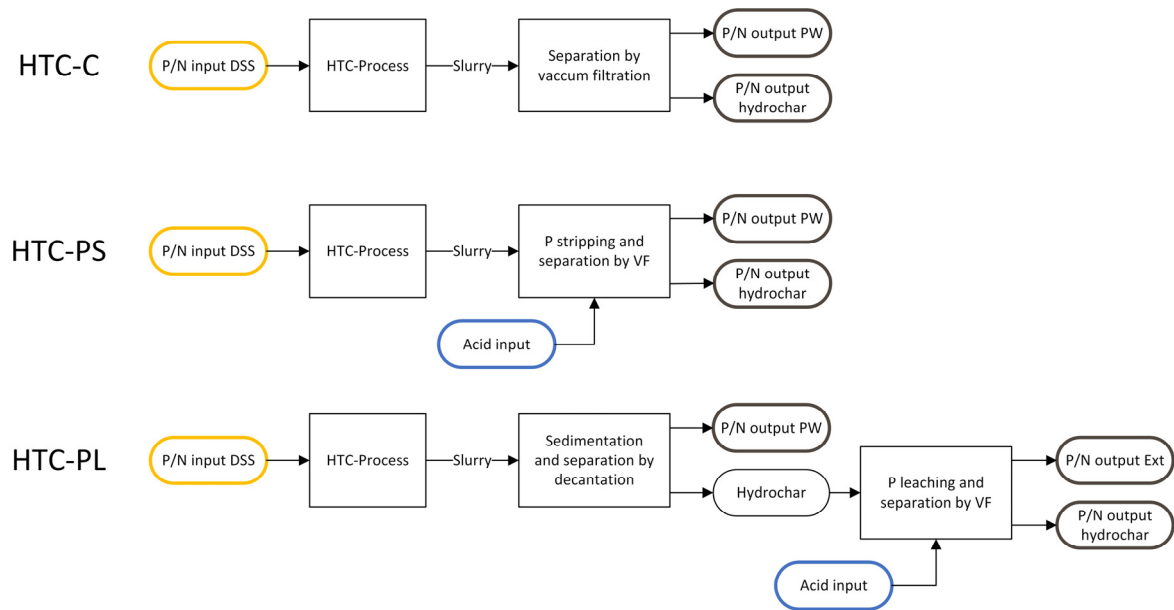 HTC-C
P/N input DSS
HTC-Process
Slurry
Separation by
vaccum filtration
P/N output PW
P/N output
hydrochar
HTC-PS
P/N input DSS
HTC-Process
Slurry
P stripping and
separation by VF
P/N output PW
P/N output
hydrochar
Acid input
HTC-PL
P/N input DSS
HTC-Process
Slurry
Sedimentation
and separation by
decantation
P/N output PW
Hydrochar
P leaching and
separation by VF
P/N output Ext
P/N output
hydrochar
Acid input